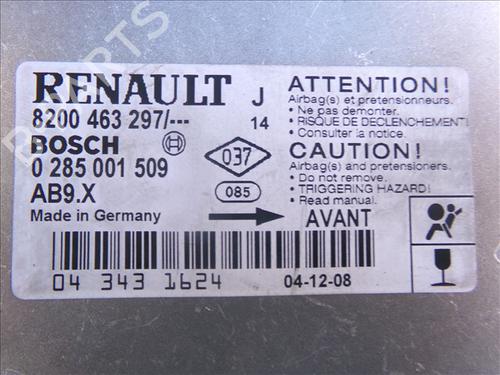 RENAULT J
8200 463 297/--- 14
BOSCH
0 285 001 509
AB9.X
Made in Germany
037
085
ATTENTION!
Airbag(s) et pretensionneurs.
• Ne pas demonter.
• RISQUE DE DECLENCHEMENT!
• Consulter la notice.
CAUTION!
Airbag(s) and pretensioners.
• Do not remove.
• TRIGGERING HAZARD!
• Read manual.
AVANT
04 343 1624
04-12-08